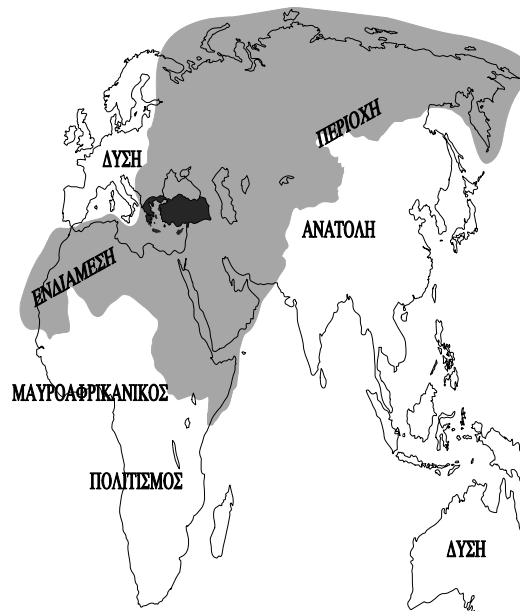 ΠΕΡΙΟΧΗ
ΔΥΣΗ
ΑΝΑΤΟΛΗ
ΕΝΔΙΑΜΕΣΗ
ΜΑΥΡΟΑΦΡΙΚΑΝΙΚΟΣ
ΠΟΛΙΤΙΣΜΟΣ
ΔΥΣΗ